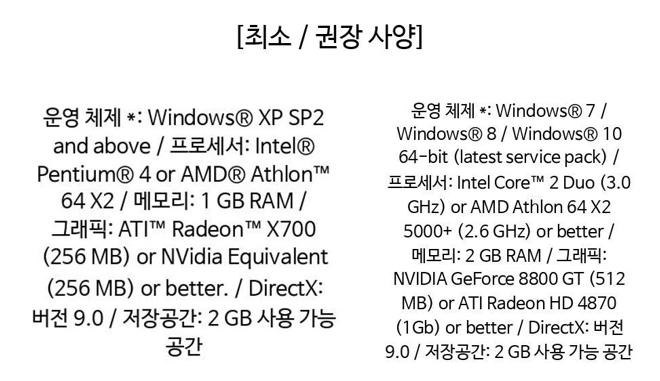 [최소 / 권장 사양]
운영 체제 *: Windows® XP SP2
and above / 프로세서: Intel®
Pentium® 4 or AMD® Athlon™
64 X2 / 메모리: 1 GB RAM /
그래픽: ATI™ Radeon™ X700
(256 MB) or NVidia Equivalent
(256 MB) or better. / DirectX:
버전 9.0 / 저장공간: 2 GB 사용 가능
공간
운영 체제 *: Windows® 7 /
Windows® 8 / Windows® 10
64-bit (latest service pack) /
프로세서: Intel Core™ 2 Duo (3.0
GHz) or AMD Athlon 64 X2
5000+ (2.6 GHz) or better /
메모리: 2 GB RAM / 그래픽:
NVIDIA GeForce 8800 GT (512
MB) or ATI Radeon HD 4870
(1Gb) or better / DirectX: 버전
9.0 / 저장공간: 2 GB 사용 가능 공간